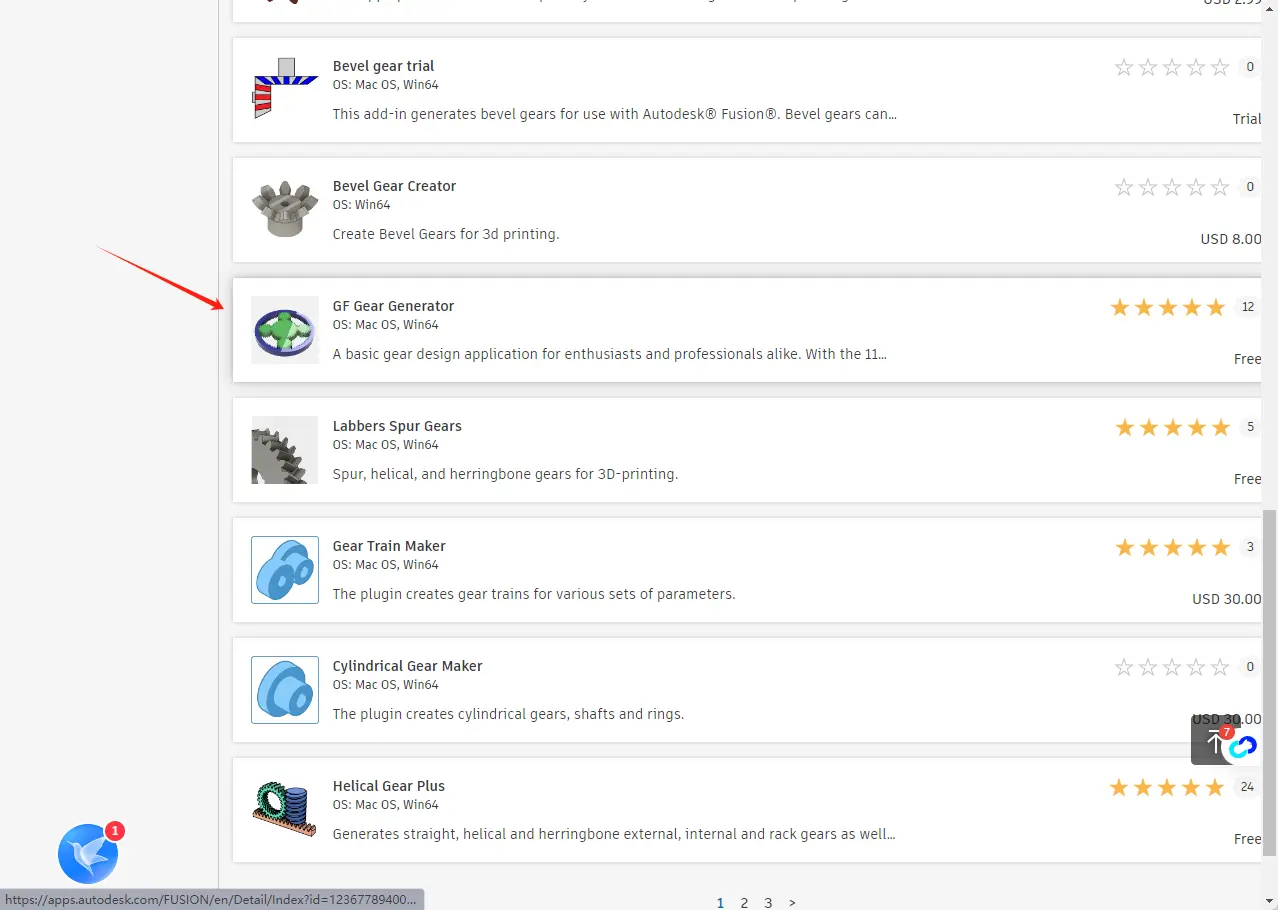 USD 2.99
Bevel gear trial
OS: Mac OS, Win64
0
This add-in generates bevel gears for use with Autodesk® Fusion®. Bevel gears can...
Trial
Bevel Gear Creator
OS: Win64
0
Create Bevel Gears for 3d printing.
USD 8.00
GF Gear Generator
OS: Mac OS, Win64
12
A basic gear design application for enthusiasts and professionals alike. With the 11...
Free
Labbers Spur Gears
OS: Mac OS, Win64
5
Spur, helical, and herringbone gears for 3D-printing.
Free
Gear Train Maker
OS: Mac OS, Win64
3
The plugin creates gear trains for various sets of parameters.
USD 30.00
Cylindrical Gear Maker
OS: Mac OS, Win64
0
The plugin creates cylindrical gears, shafts and rings.
USD 30.00
7
Helical Gear Plus
OS: Mac OS, Win64
24
Generates straight, helical and herringbone external, internal and rack gears as well...
Free
1
https://apps.autodesk.com/FUSION/en/Detail/Index?id=12367789400...
1 2 3 >